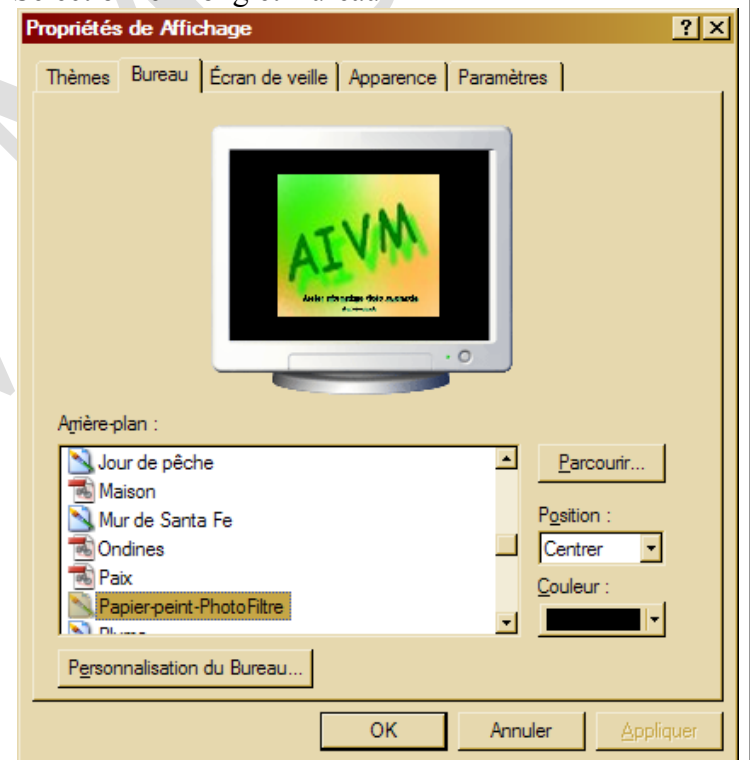 Propriétés de Affichage
Thèmes Bureau Écran de veille Apparence Paramètres
AIVM
Arrière-plan :
Jour de pêche
Maison
Mur de Santa Fe
Ondines
Paix
Papier-peint-PhotoFiltre
Parcourir...
Position :
Centrer
Couleur :
Personnalisation du Bureau...
OK Annuler Appliquer